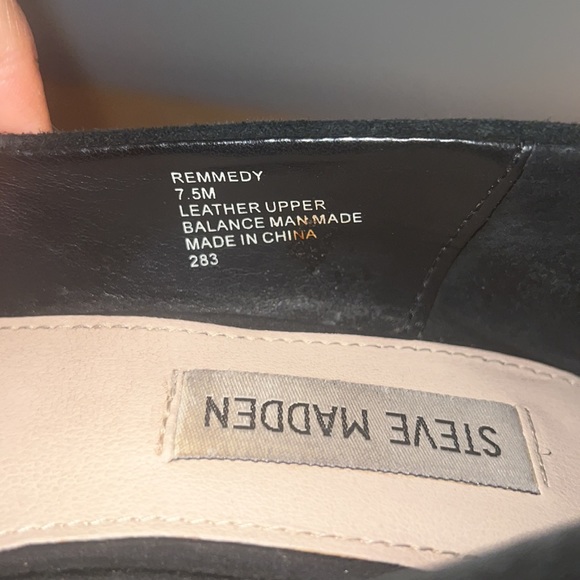 REMMEDY
7.5M
LEATHER UPPER
BALANCE MAN MADE
MADE IN CHINA
283
STEVE MADDEN